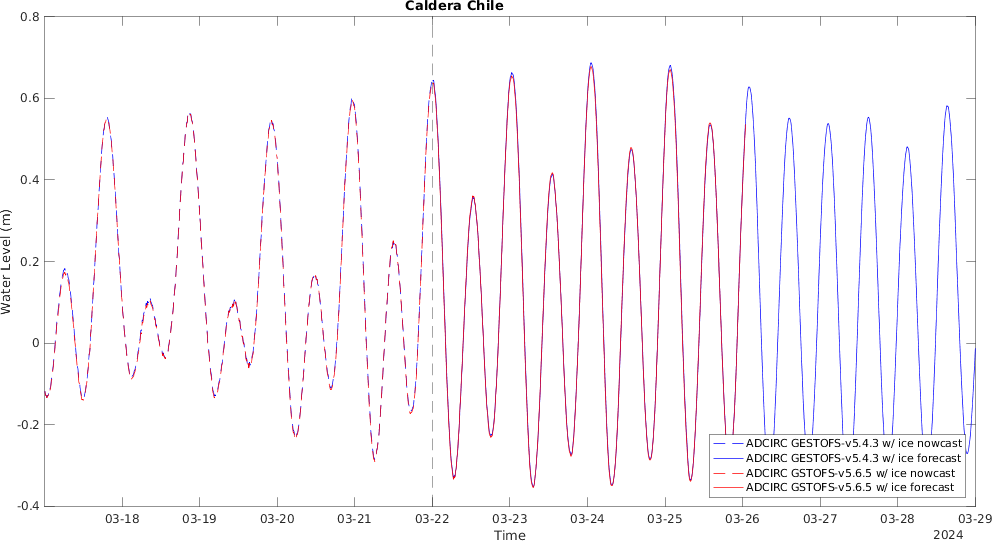 Caldera Chile
0.8
0.6
0.4
0.2
0
-0.2
-0.4
Water Level (m)
03-18
03-19
03-20
03-21
03-22
03-23
03-24
03-25
03-26
03-27
03-28
03-29
Time
2024
ADCIRC GESTOFS-v5.4.3 w/ ice nowcast
ADCIRC GESTOFS-v5.4.3 w/ ice forecast
ADCIRC GSTOFS-v5.6.5 w/ ice nowcast
ADCIRC GSTOFS-v5.6.5 w/ ice forecast